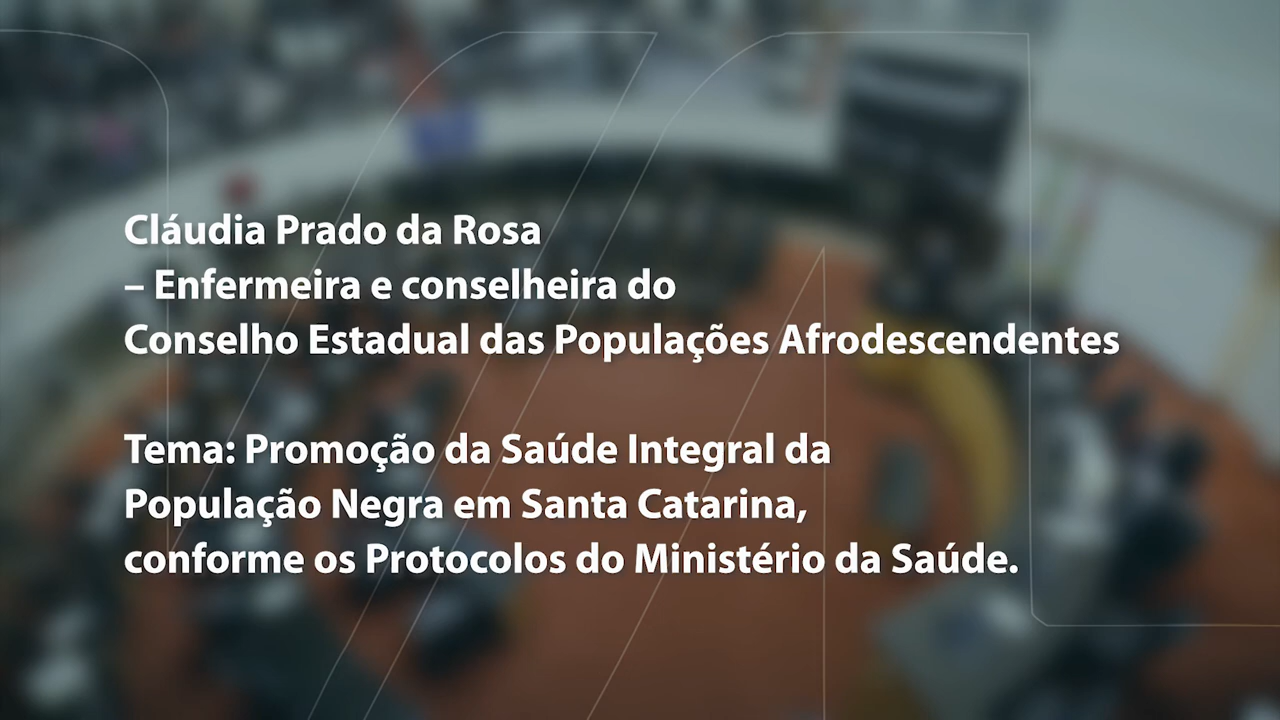 Cláudia Prado da Rosa
– Enfermeira e conselheira do
Conselho Estadual das Populações Afrodescendentes
Tema: Promoção da Saúde Integral da
População Negra em Santa Catarina,
conforme os Protocolos do Ministério da Saúde.